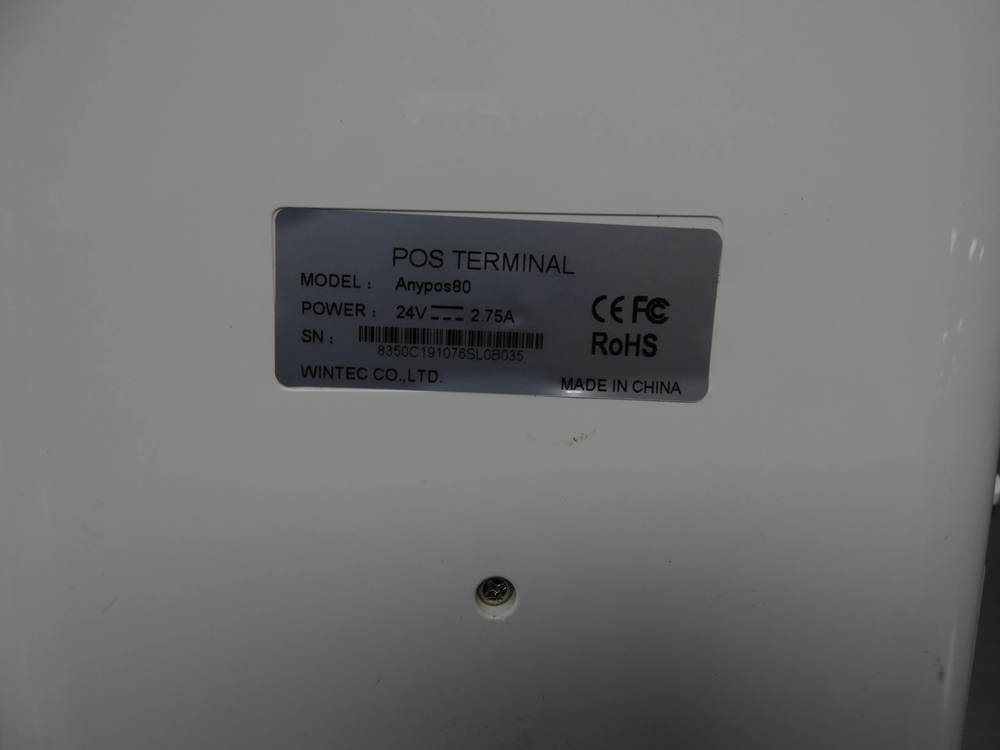 POS TERMINAL
MODEL : Anypos80
POWER : 24V 2.75A
SN :
8350C191076SL0B035
CE FC
RoHS
WINTEC CO.,LTD.
MADE IN CHINA